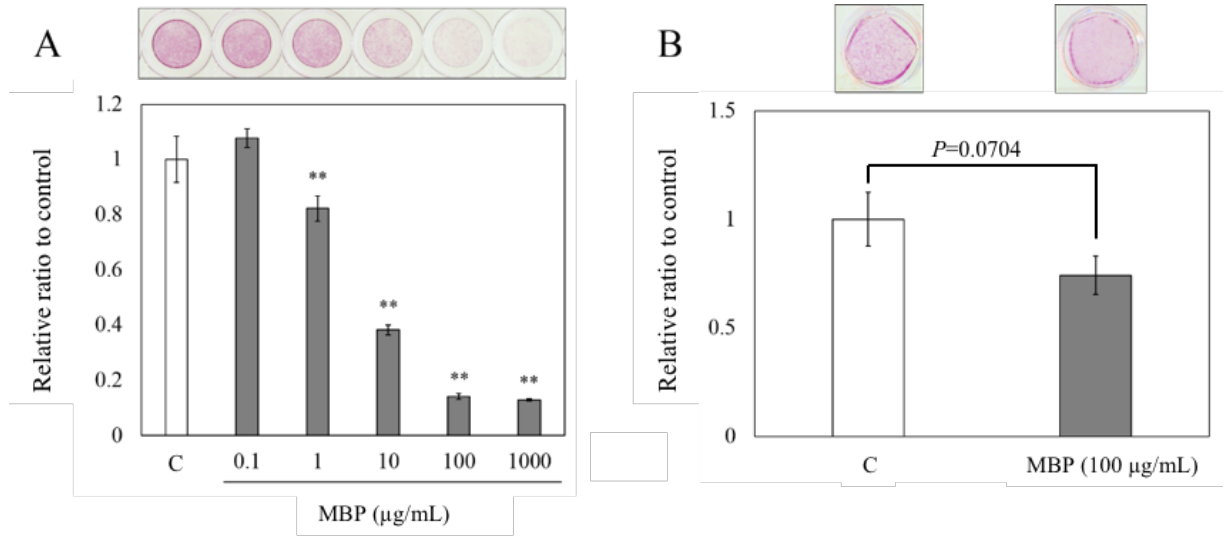 A
Relative ratio to control
1.2
1
0.8
0.6
0.4
0.2
0
**
**
**
**
C 0.1 1 10 100 1000
MBP (µg/mL)
B
Relative ratio to control
1.5
1
0.5
0
P=0.0704
C MBP (100 µg/mL)